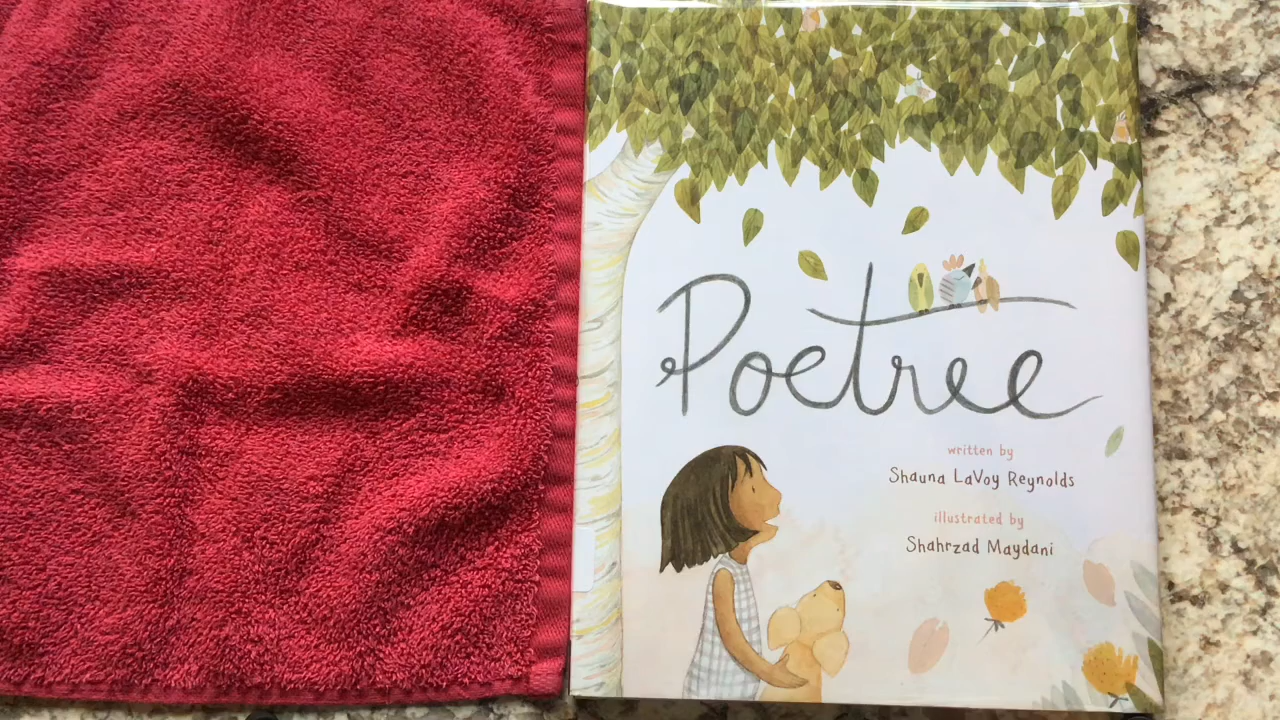 Poetree
written by
Shauna LaVoy Reynolds
illustrated by
Shahrzad Maydani